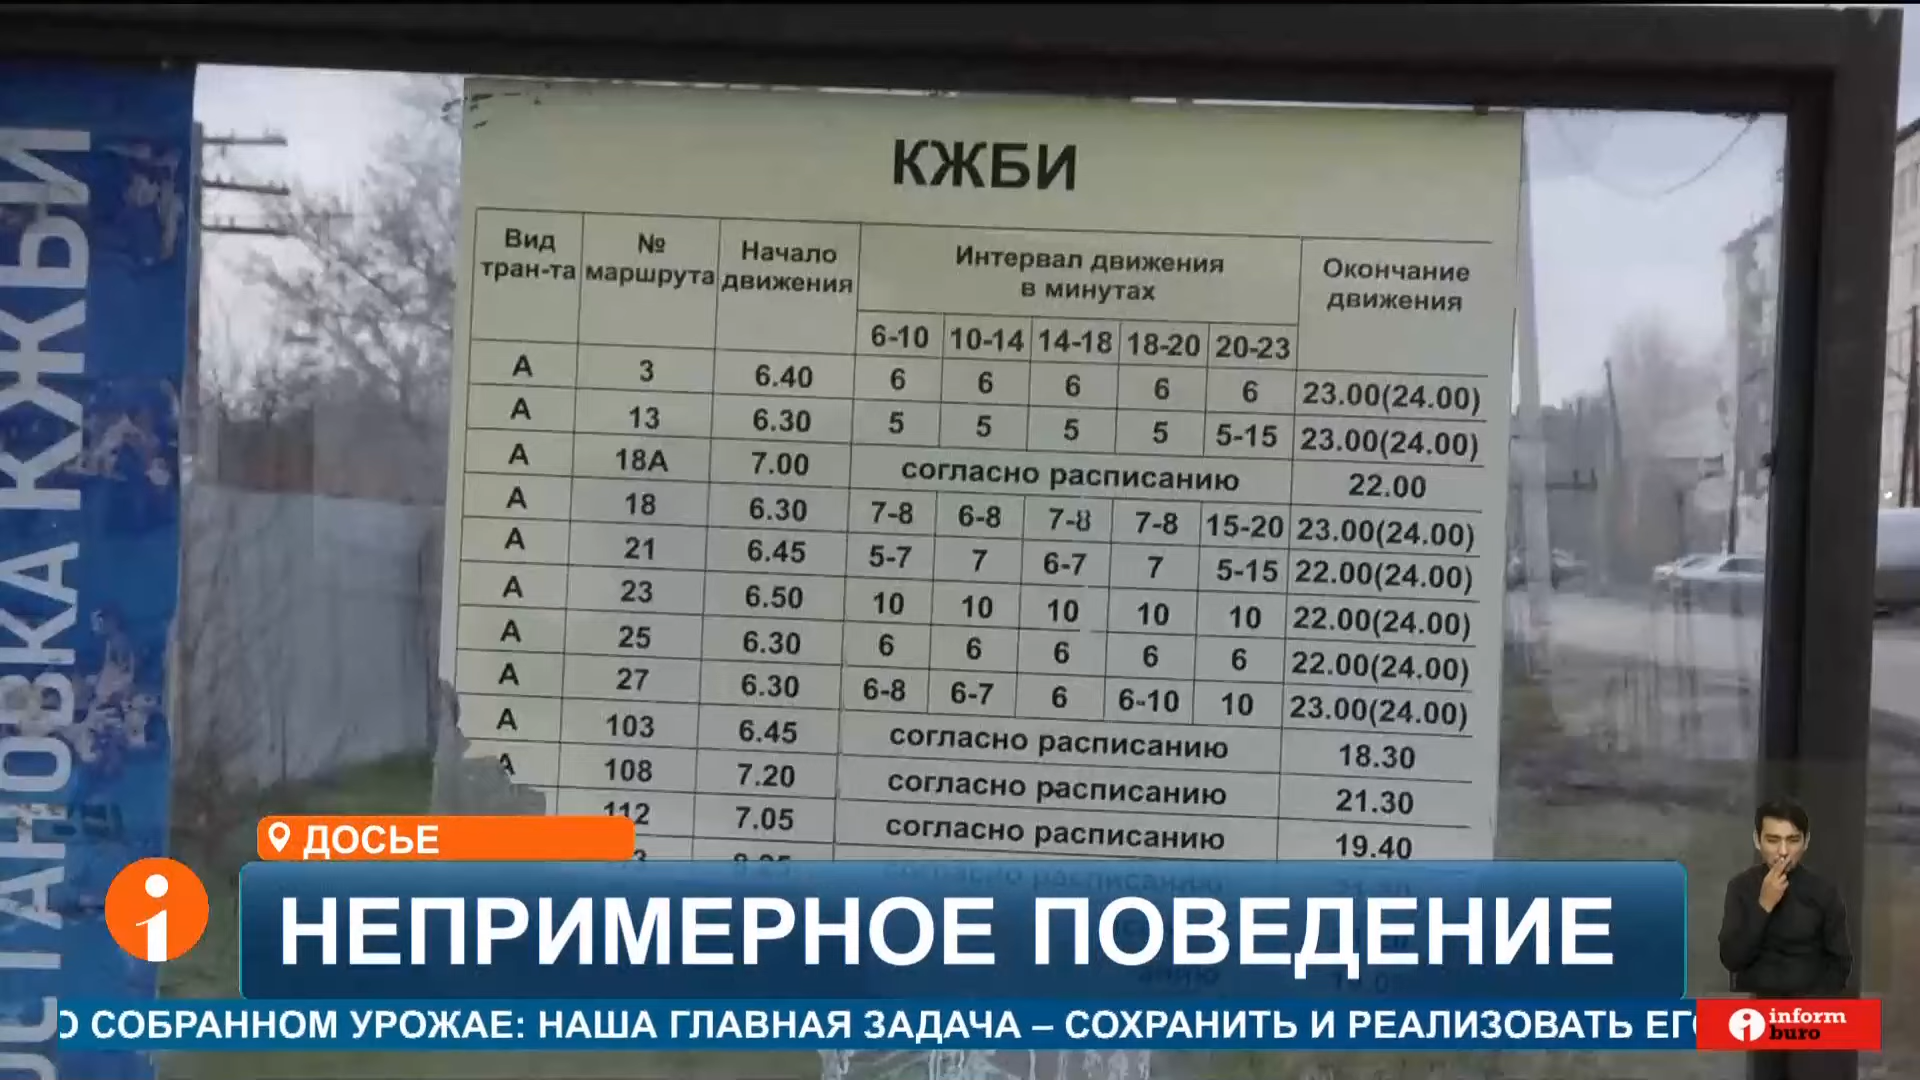 КЖБИ
Вид тран-та № маршрута Начало движения Интервал движения в минутах Окончание движения
6-10 10-14 14-18 18-20 20-23
А 3 6.40 6 6 6 6 6 23.00(24.00)
А 13 6.30 5 5 5 5 5-15 23.00(24.00)
А 18А 7.00 согласно расписанию 22.00
А 18 6.30 7-8 6-8 7-8 7-8 15-20 23.00(24.00)
А 21 6.45 5-7 7 6-7 7 5-15 22.00(24.00)
А 23 6.50 10 10 10 10 10 22.00(24.00)
А 25 6.30 6 6 6 6 6 22.00(24.00)
А 27 6.30 6-8 6-7 6 6-10 10 23.00(24.00)
А 103 6.45 согласно расписанию 18.30
А 108 7.20 согласно расписанию 21.30
А 112 7.05 согласно расписанию 19.40
согласно расписанию
КЖБИ
ДОСЬЕ
НЕПРИМЕРНОЕ ПОВЕДЕНИЕ
О СОБРАННОМ УРОЖАЕ: НАША ГЛАВНАЯ ЗАДАЧА – СОХРАНИТЬ И РЕАЛИЗОВАТЬ
inform
buro